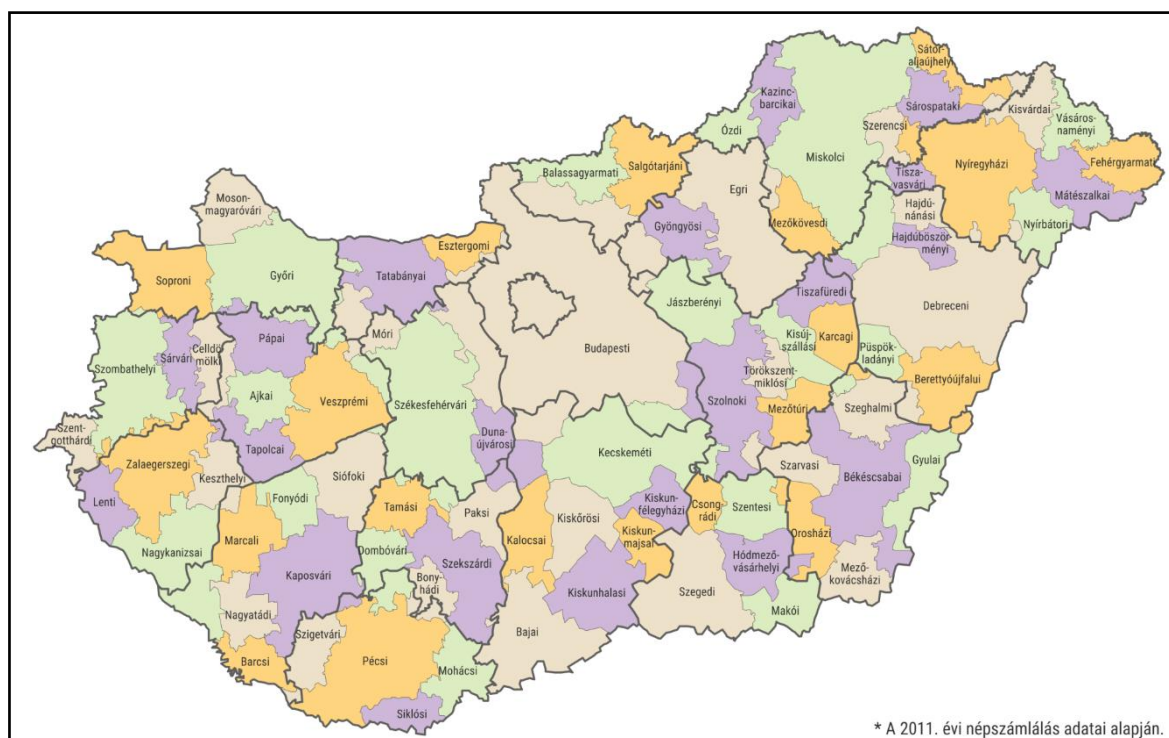 Sátor-
aljaújhelyi
Kazinc-
barcikai
Sárospataki
Kisvárdai
Vásáros-
naményi
Ózdi
Szerencsi
Miskolci
Salgótarjáni
Balassagyarmati
Nyíregyházi
Fehérgyarmati
Egri
Tisza-
vasvári
Mátészalkai
Moson-
magyaróvári
Hajdú-
nánási
Gyöngyösi
Mezőkövesdi
Nyírbátori
Hajdúböször-
ményi
Esztergomi
Győri
Soproni
Tatabányai
Tiszafüredi
Jászberényi
Debreceni
Móri
Pápai
Karcagi
Kisúj-
szállási
Budapesti
Püspök-
ladányi
Celldö-
mölki
Sárvári
Szombathelyi
Törökszent-
miklósi
Berettyóújfalui
Ajkai
Veszprémi
Székesfehérvári
Szolnoki
Mezőtúri
Szeghalmi
Szent-
gotthárdi
Duna-
újvárosi
Tapolcai
Kecskeméti
Szarvasi
Gyulai
Zalaegerszegi
Siófoki
Keszthelyi
Békéscsabai
Lenti
Fonyódi
Tamási
Paksi
Kiskun-
félegyházi
Csong-
rádi
Szentesi
Kalocsai
Kiskőrösi
Marcali
Kiskun-
majsai
Orosházi
Nagykanizsai
Dombóvári
Szekszárdi
Hódmező-
vásárhelyi
Kaposvári
Mező-
kovácsházi
Bony-
hádi
Kiskunhalasi
Szegedi
Nagyatádi
Makói
Szigetvári
Bajai
Barcsi
Pécsi
Mohácsi
Siklósi
* A 2011. évi népszámlálás adatai alapján.